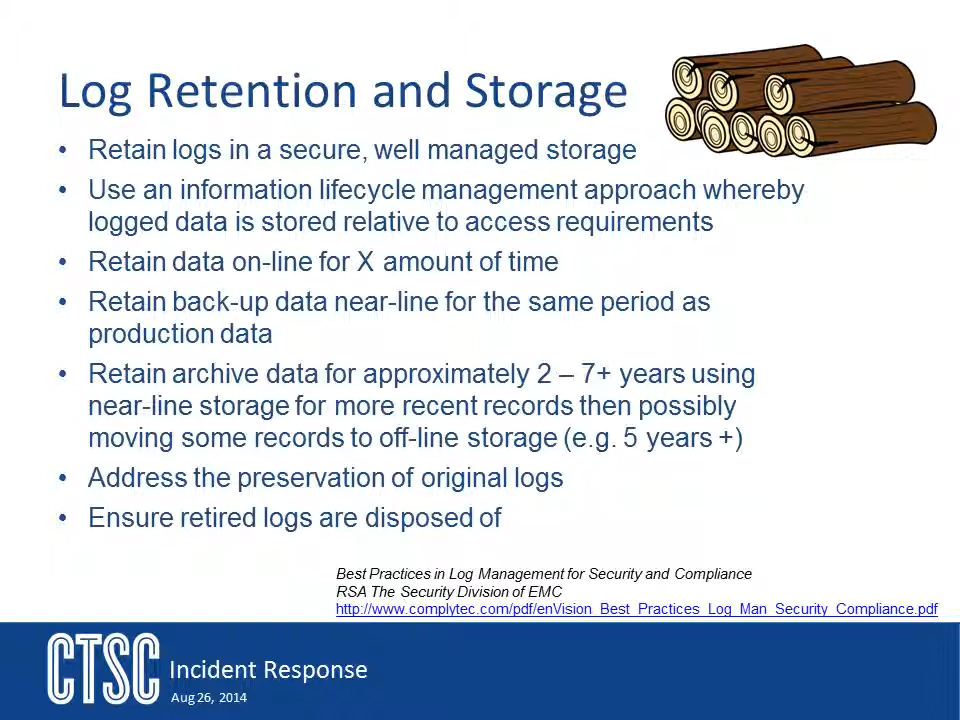 Log Retention and Storage
• Retain logs in a secure, well managed storage
• Use an information lifecycle management approach whereby
logged data is stored relative to access requirements
• Retain data on-line for X amount of time
• Retain back-up data near-line for the same period as
production data
• Retain archive data for approximately 2 – 7+ years using
near-line storage for more recent records then possibly
moving some records to off-line storage (e.g. 5 years +)
• Address the preservation of original logs
• Ensure retired logs are disposed of
Best Practices in Log Management for Security and Compliance
RSA The Security Division of EMC
http://www.complytec.com/pdf/enVision_Best_Practices_Log_Man_Security_Compliance.pdf
CTSC
Incident Response
Aug 26, 2014